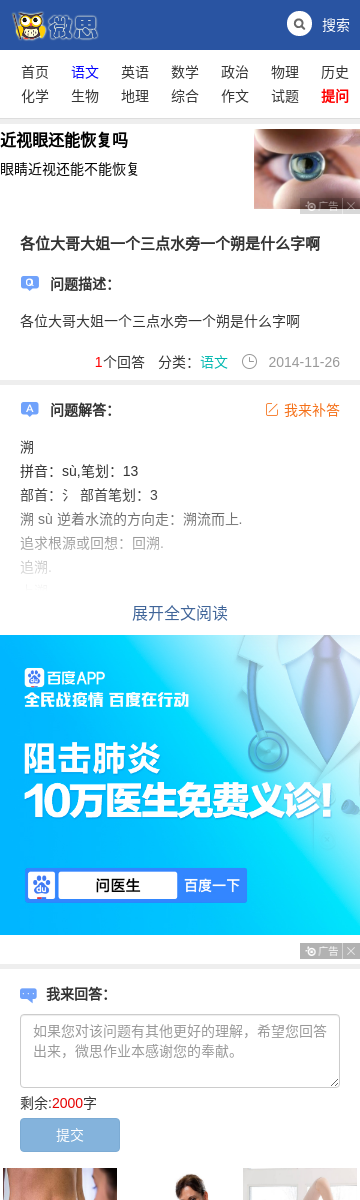 微思
搜索
首页 语文 英语 数学 政治 物理 历史
化学 生物 地理 综合 作文 试题 提问
近视眼还能恢复吗
眼睛近视还能不能恢复
广告
各位大哥大姐一个三点水旁一个朔是什么字啊
问题描述:
各位大哥大姐一个三点水旁一个朔是什么字啊
1个回答 分类：语文 2014-11-26
问题解答:
我来补答
溯
拼音：sù,笔划：13
部首：氵 部首笔划：3
溯 sù 逆着水流的方向走：溯流而上.
追求根源或回想：回溯.
追溯.
展开全文阅读
百度APP
全民战疫情 百度在行动
阻击肺炎
10万医生免费义诊!
问医生 百度一下
广告
我来回答:
如果您对该问题有其他更好的理解，希望您回答出来，微思作业本感谢您的奉献。
剩余:2000字
提交